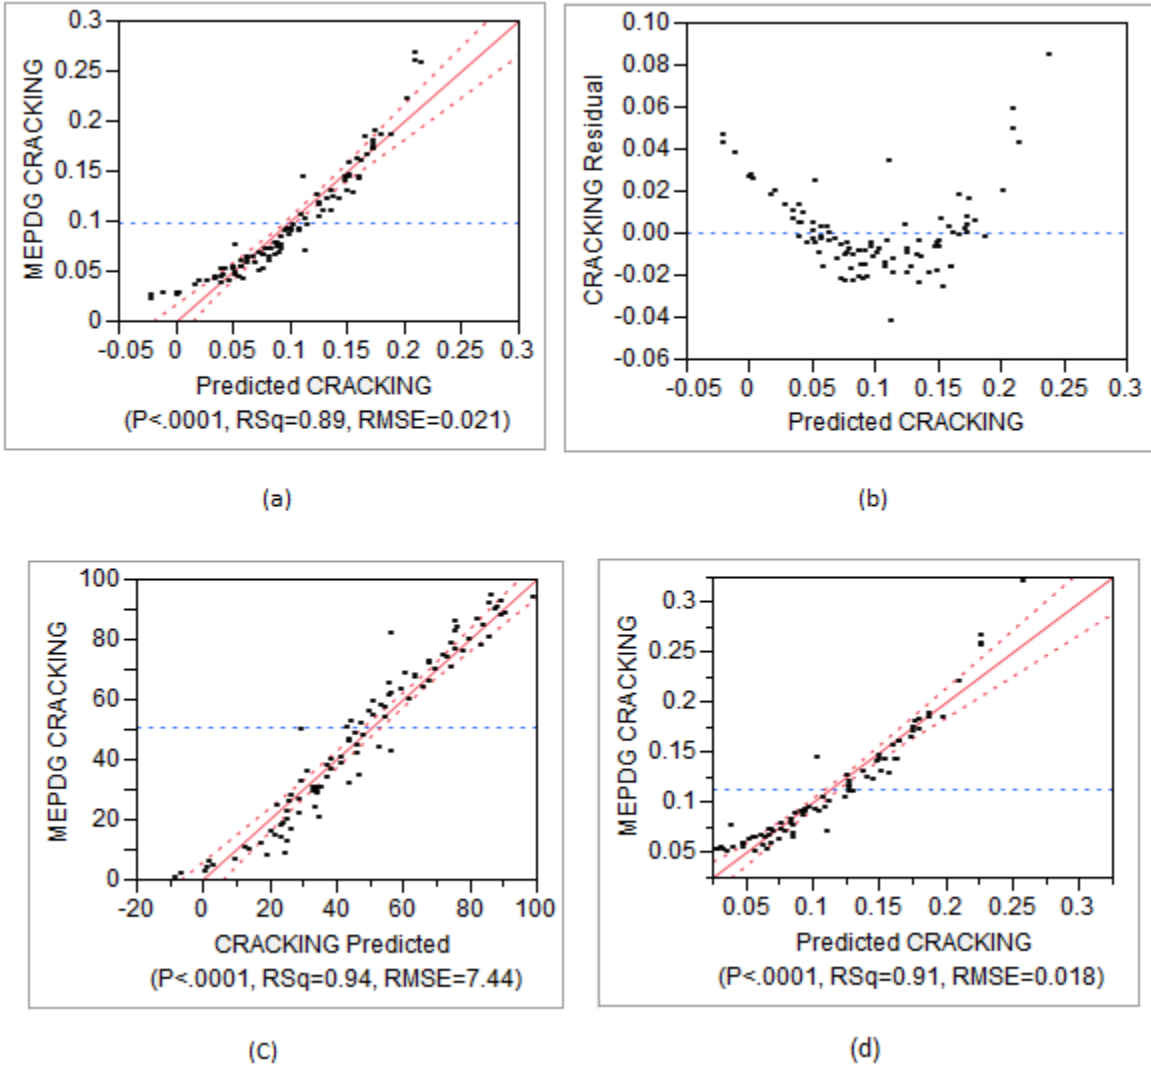 0.3
0.25
0.2
0.15
0.1
0.05
0
MEPDG CRACKING
-0.05 0 0.05 0.1 0.15 0.2 0.25 0.3
Predicted CRACKING
(P<.0001, RSq=0.89, RMSE=0.021)
(a)
0.10
0.08
0.06
0.04
0.02
0.00
-0.02
-0.04
-0.06
CRACKING Residual
-0.05 0 0.05 0.1 0.15 0.2 0.25 0.3
Predicted CRACKING
(b)
100
80
60
40
20
0
MEPDG CRACKING
-20 0 20 40 60 80 100
CRACKING Predicted
(P<.0001, RSq=0.94, RMSE=7.44)
(C)
0.3
0.25
0.2
0.15
0.1
0.05
MEPDG CRACKING
0.05 0.1 0.15 0.2 0.25 0.3
Predicted CRACKING
(P<.0001, RSq=0.91, RMSE=0.018)
(d)